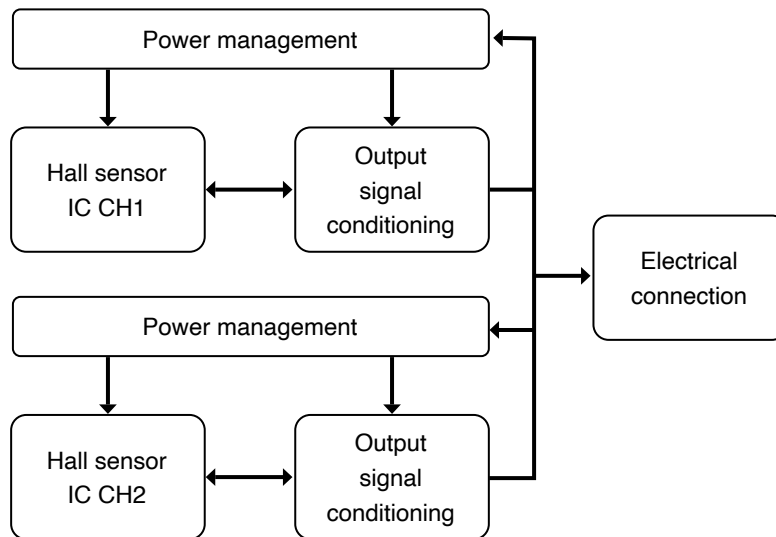 Power management
Hall sensor
IC CH1
Output
signal
conditioning
Electrical
connection
Power management
Hall sensor
IC CH2
Output
signal
conditioning